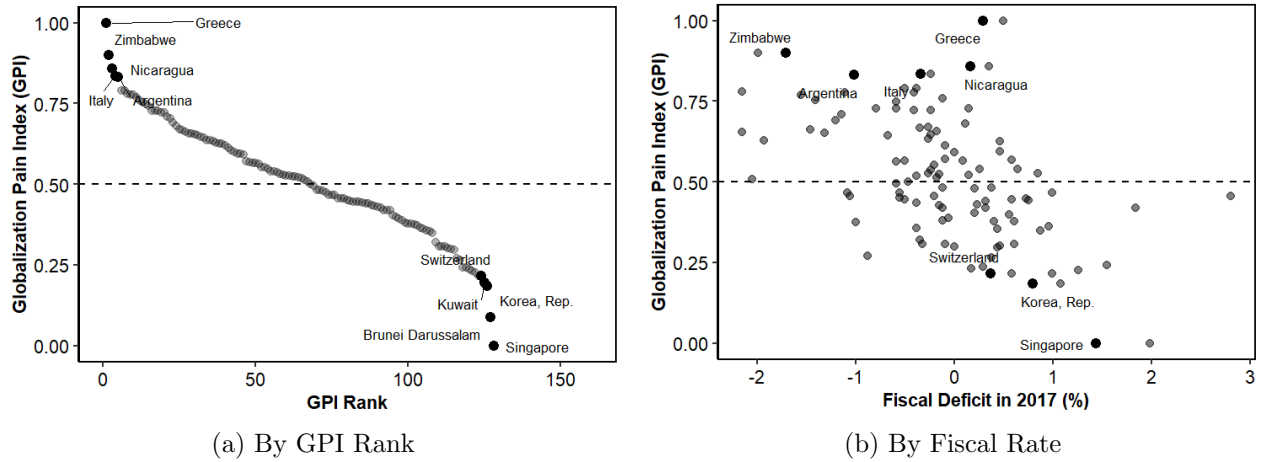 Globalization Pain Index (GPI)
1.00
0.75
0.50
0.25
0.00
Greece
Zimbabwe
Nicaragua
Italy
Argentina
Switzerland
Kuwait
Korea, Rep.
Brunei Darussalam
Singapore
0
50
100
150
GPI Rank
(a) By GPI Rank
Globalization Pain Index (GPI)
1.00
0.75
0.50
0.25
0.00
Zimbabwe
Greece
Argentina
Italy
Nicaragua
Switzerland
Korea, Rep.
Singapore
-2
-1
0
1
2
3
Fiscal Deficit in 2017 (%)
(b) By Fiscal Rate